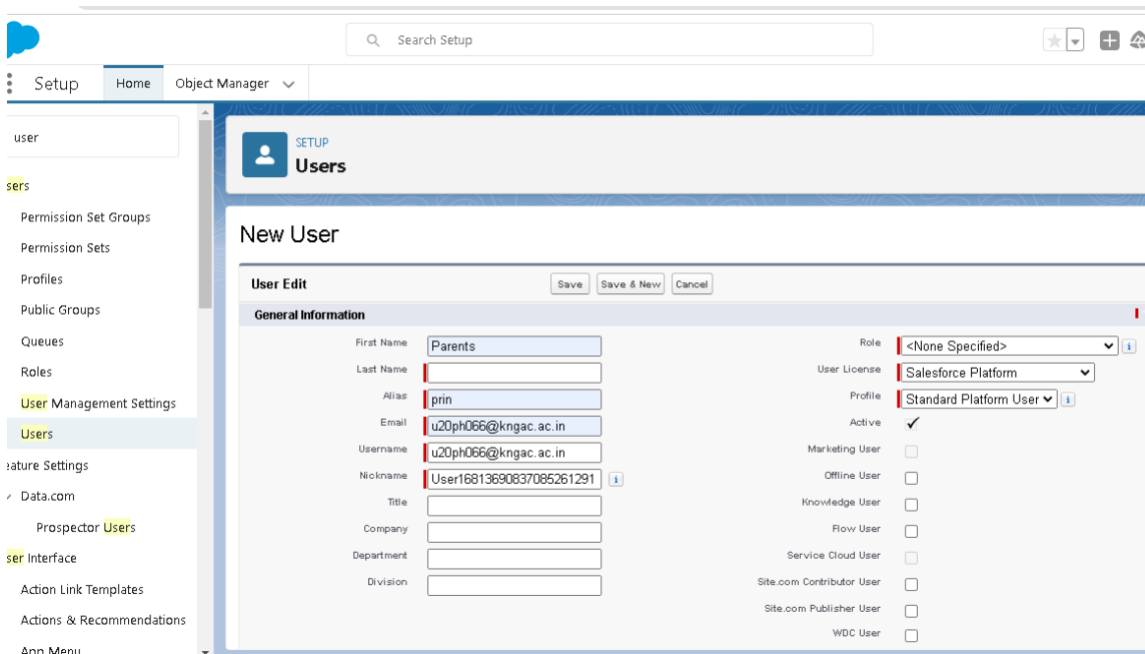 Search Setup
Setup Home Object Manager
user
sers
Permission Set Groups
Permission Sets
Profiles
Public Groups
Queues
Roles
User Management Settings
Users
eature Settings
Data.com
Prospector Users
ser Interface
Action Link Templates
Actions & Recommendations
App Menu
SETUP
Users
New User
User Edit Save Save & New Cancel
General Information
First Name Parents
Last Name
Alias prin
Email u20ph066@kngac.ac.in
Username u20ph066@kngac.ac.in
Nickname User16813690837085261291 i
Title
Company
Department
Division
Role <None Specified> i
User License Salesforce Platform
Profile Standard Platform User i
Active
Marketing User
Offline User
Knowledge User
Flow User
Service Cloud User
Site.com Contributor User
Site.com Publisher User
WDC User